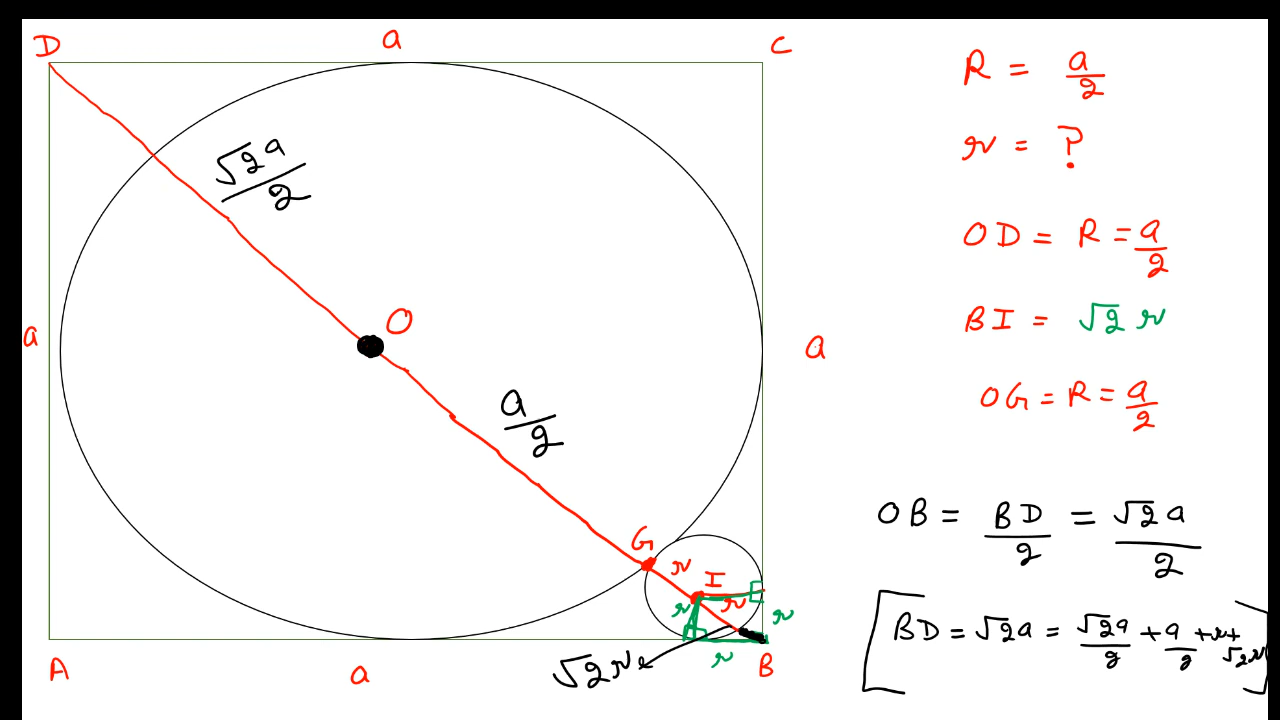 D a C
R = a/2
√2a/2
r = ?
OD = R = a/2
O
a a
BI = √2 r
a/2
OG = R = a/2
OB = BD/2 = √2a/2
G
r I
r r r
[BD = √2a = √2a/2 + a/2 + r + √2r]
r
A a √2r B